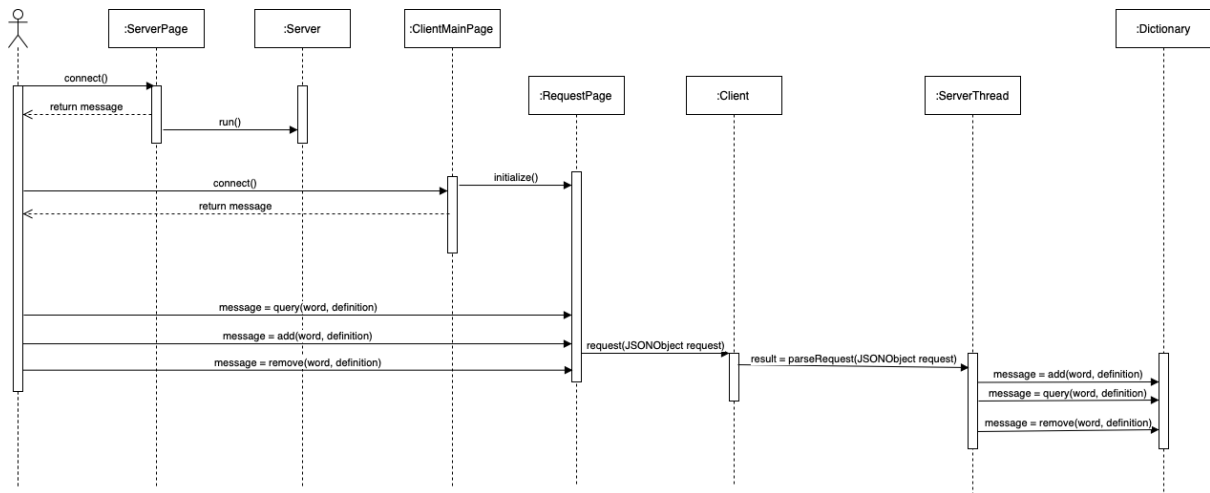 :ServerPage
:Server
:ClientMainPage
:Dictionary
:RequestPage
:Client
:ServerThread
connect()
return message
run()
initialize()
connect()
return message
message = query(word, definition)
message = add(word, definition)
request(JSONObject request)
result = parseRequest(JSONObject request)
message = remove(word, definition)
message = add(word, definition)
message = query(word, definition)
message = remove(word, definition)